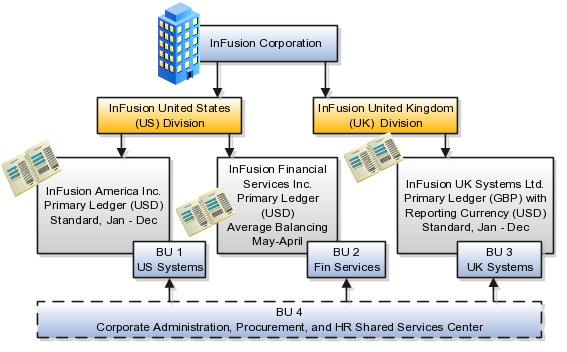 InFusion Corporation
InFusion United States
(US) Division
InFusion United Kingdom
(UK) Division
InFusion America Inc.
Primary Ledger (USD)
Standard, Jan - Dec
InFusion Financial
Services Inc.
Primary Ledger
(USD)
Average Balancing
May-April
InFusion UK Systems Ltd.
Primary Ledger (GBP) with
Reporting Currency (USD)
Standard, Jan - Dec
BU 1
US Systems
BU 2
Fin Services
BU 3
UK Systems
BU 4
Corporate Administration, Procurement, and HR Shared Services Center